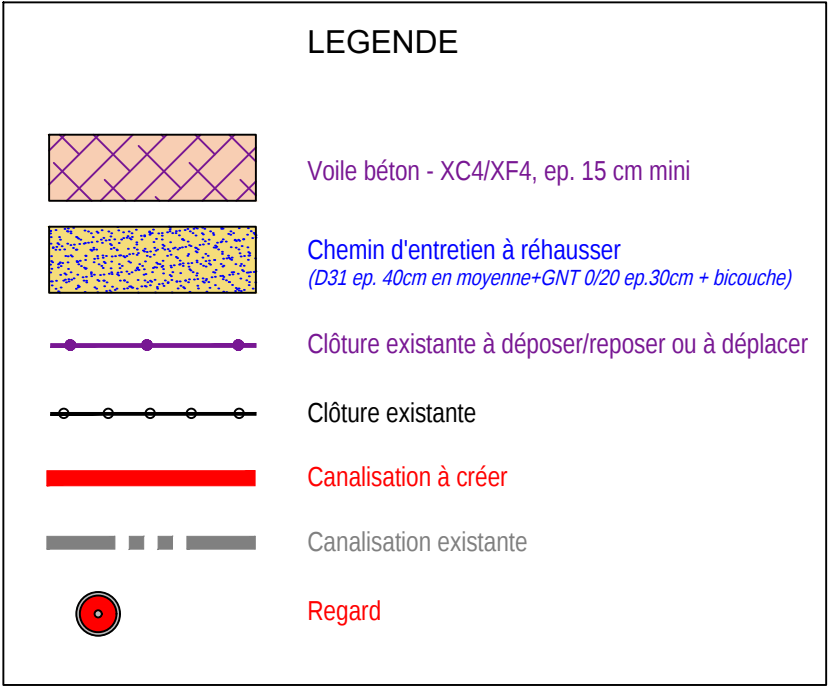 LEGENDE
Voile béton - XC4/XF4, ep. 15 cm mini
Chemin d'entretien à réhausser
(D31 ep. 40cm en moyenne+GNT 0/20 ep.30cm + bicouche)
Clôture existante à déposer/reposer ou à déplacer
Clôture existante
Canalisation à créer
Canalisation existante
Regard